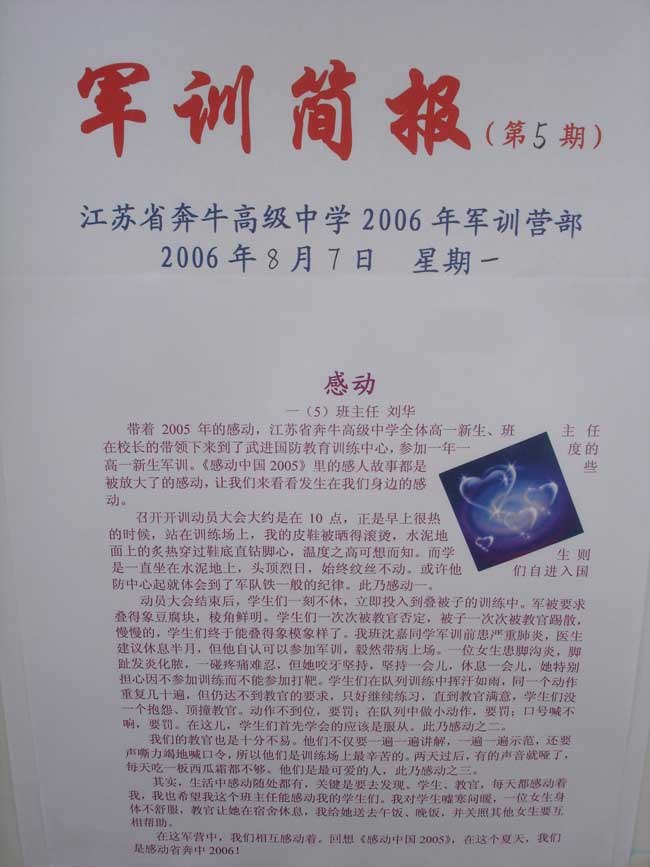 军训简报(第5期)
江苏省奔牛高级中学2006年军训营部
2006年8月7日 星期一
感动
一（5）班主任 刘华
带着 2005 年的感动，江苏省奔牛高级中学全体高一新生、班 主 任
在校长的带领下来到了武进国防教育训练中心，参加一年一 度的
高一新生军训。《感动中国2005》里的感人故事都是 些
被放大了的感动，让我们来看看发生在我们身边的感
动。
召开开训动员大会大约是在 10 点，正是早上很热
的时候，站在训练场上，我的皮鞋被晒得滚烫，水泥地
面上的炙热穿过鞋底直钻脚心，温度之高可想而知。而学 生 则
是一直坐在水泥地上，头顶烈日，始终纹丝不动。或许他 们自进入国
防中心起就体会到了军队铁一般的纪律。此乃感动一。
动员大会结束后，学生们一刻不休，立即投入到叠被子的训练中。军被要求
叠得象豆腐块，棱角鲜明。学生们一次次被教官否定，被子一次次被教官踢散，
慢慢的，学生们终于能叠得象模象样了。我班沈嘉同学军训前患严重肺炎，医生
建议休息半月，但他自认可以参加军训，毅然带病上场。一位女生患脚沟炎，脚
趾发炎化脓，一碰疼痛难忍，但她咬牙坚持，坚持一会儿，休息一会儿，她特别
担心因不参加训练而不能参加打靶。学生们在队列训练中挥汗如雨，同一个动作
重复几十遍，但仍达不到教官的要求，只好继续练习，直到教官满意，学生们没
一个抱怨、顶撞教官。动作不到位，要罚；在队列中做小动作，要罚；口号喊不
响，要罚。在这儿，学生们首先学会的应该是服从。此乃感动之二。
我们的教官也是十分不易。他们不仅要一遍一遍讲解，一遍一遍示范，还要
声嘶力竭地喊口令，所以他们是训练场上最辛苦的。两天过后，有的声音就哑了，
每天吃一板西瓜霜都不够。他们是最可爱的人，此乃感动之三。
其实，生活中感动随处都有，关键是要去发现。学生、教官，每天都感动着
我，我也希望我这个班主任能感动我的学生们。我对学生嘘寒问暖，一位女生身
体不舒服，教官让她在宿舍休息，我给她送去午饭、晚饭，并关照其他女生要互
相帮助。
在这军营中，我们相互感动着。回想《感动中国2005》，在这个夏天，我们
是感动省奔中2006！